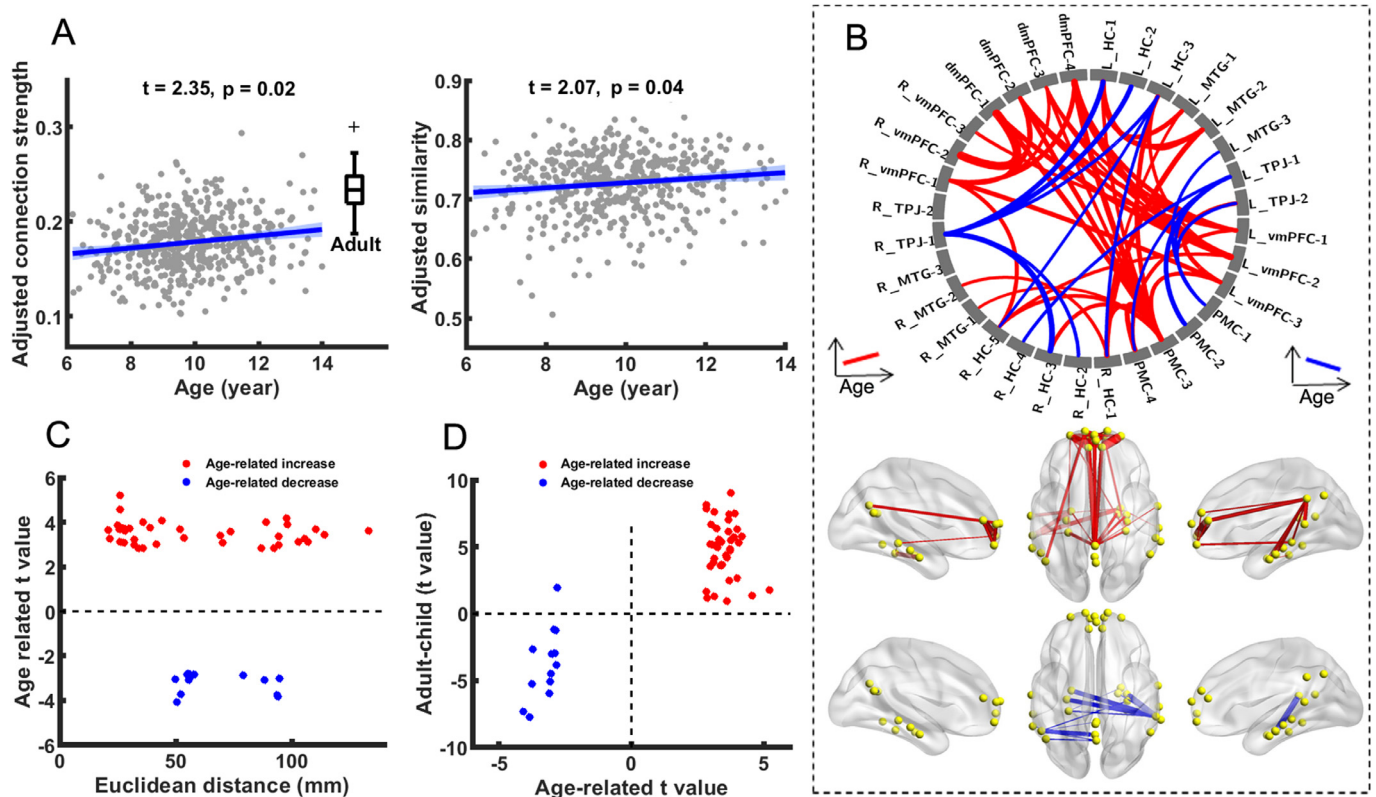 A
t = 2.35, p = 0.02
Adjusted connection strength
0.3
0.2
0.1
6
8
10
12
14
Adult
Age (year)
t = 2.07, p = 0.04
Adjusted similarity
0.9
0.8
0.7
0.6
0.5
6
8
10
12
14
Age (year)
B
L_HC-1
L_HC-2
L_HC-3
L_MTG-1
L_MTG-2
L_MTG-3
L_TPJ-1
L_TPJ-2
L_vmPFC-1
L_vmPFC-2
L_vmPFC-3
PMC-1
PMC-2
PMC-3
PMC-4
R_HC-1
R_HC-2
R_HC-3
R_HC-4
R_HC-5
R_MTG-1
R_MTG-2
R_MTG-3
R_TPJ-1
R_TPJ-2
R_vmPFC-1
R_vmPFC-2
R_vmPFC-3
dmPFC-1
dmPFC-2
dmPFC-3
dmPFC-4
Age
Age
C
Age-related increase
Age-related decrease
Age related t value
6
4
2
0
-2
-4
-6
0
50
100
Euclidean distance (mm)
D
Age-related increase
Age-related decrease
Adult-child (t value)
10
5
0
-5
-10
-5
0
5
Age-related t value